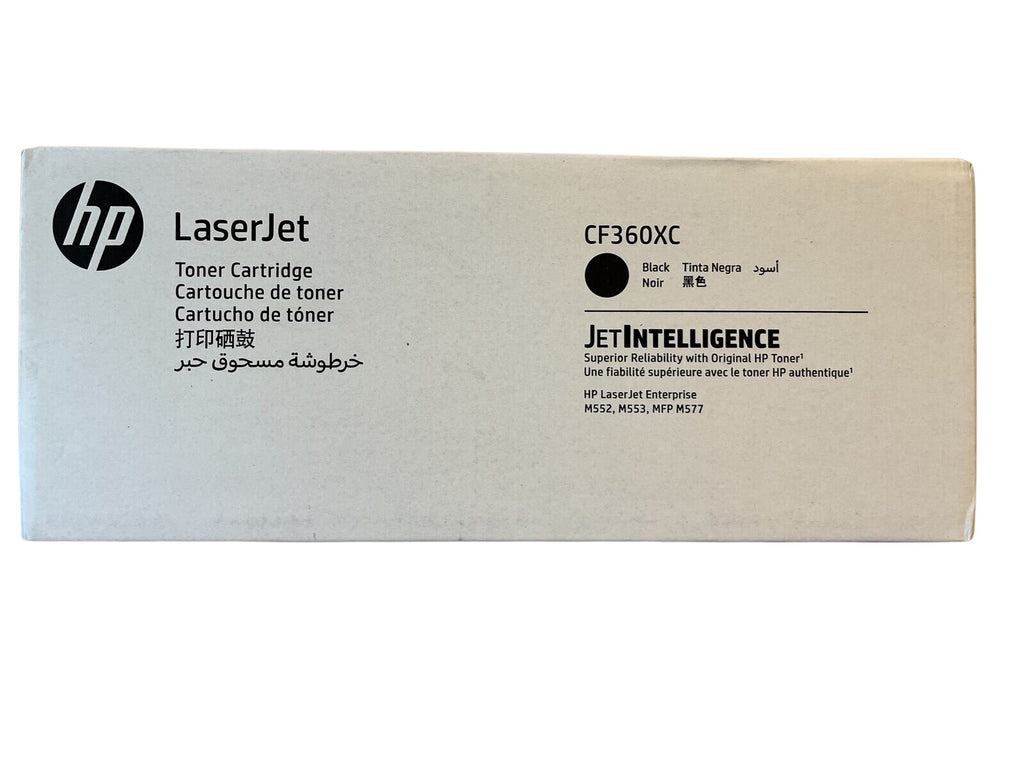 hp
LaserJet
Toner Cartridge
Cartouche de toner
Cartucho de tóner
打印硒鼓
خرطوشة مسحوق حبر
CF360XC
Black Tinta Negra أسود
Noir 黑色
JETINTELLIGENCE
Superior Reliability with Original HP Toner¹
Une fiabilité supérieure avec le toner HP authentique¹
HP LaserJet Enterprise
M552, M553, MFP M577